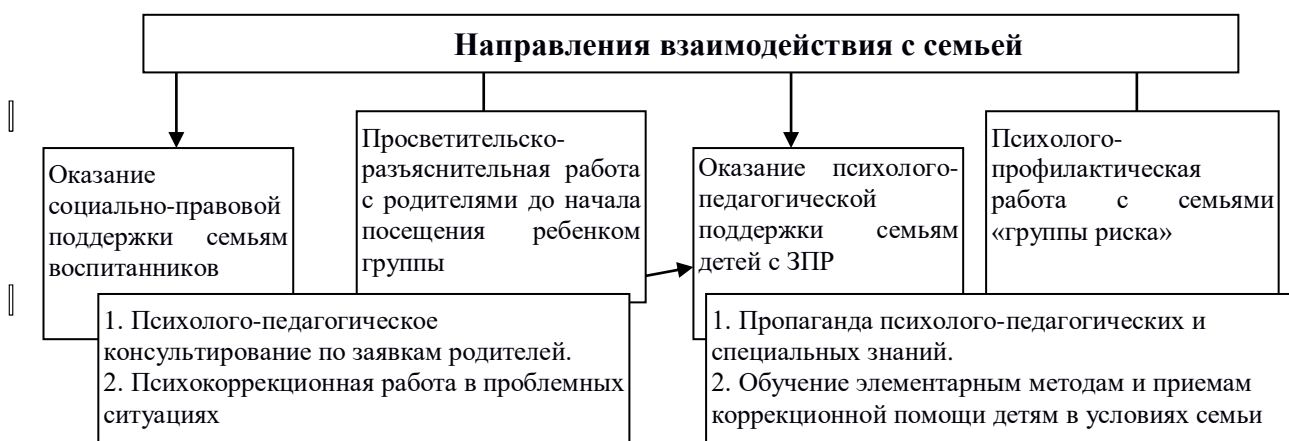 Направления взаимодействия с семьей
Оказание
социально-правовой
поддержки семьям
воспитанников
Просветительско-
разъяснительная работа
с родителями до начала
посещения ребенком
группы
Оказание психолого-
педагогической
поддержки семьям
детей с ЗПР
Психолого-
профилактическая
работа с семьями
«группы риска»
1. Психолого-педагогическое
консультирование по заявкам родителей.
2. Психокоррекционная работа в проблемных
ситуациях
1. Пропаганда психолого-педагогических и
специальных знаний.
2. Обучение элементарным методам и приемам
коррекционной помощи детям в условиях семьи